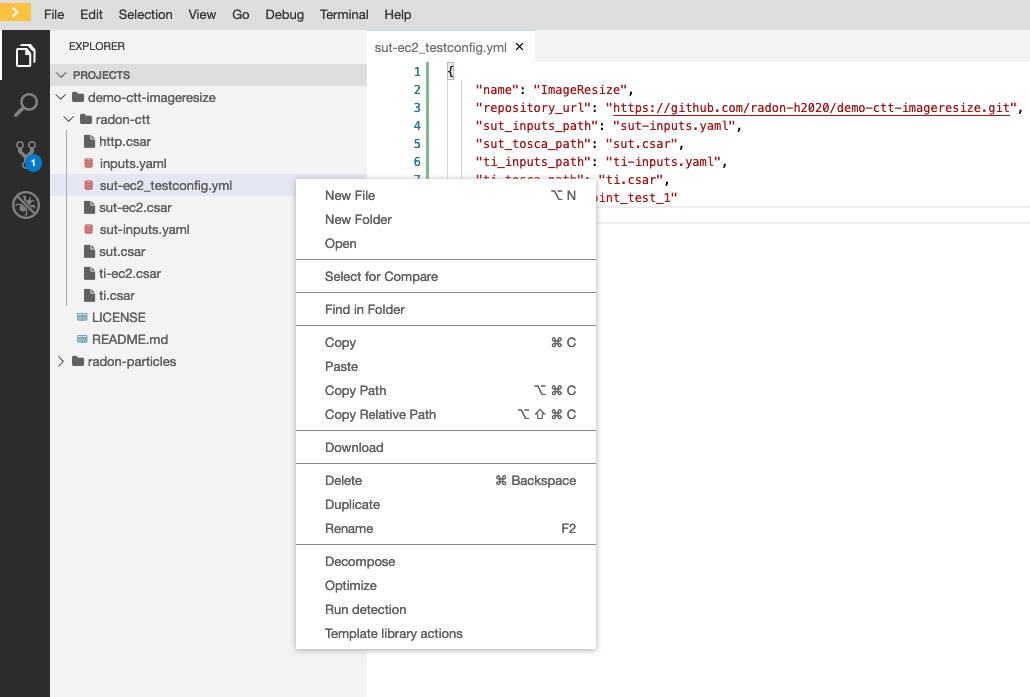 File Edit Selection View Go Debug Terminal Help
EXPLORER
PROJECTS
demo-ctt-imageresize
radon-ctt
http.csar
inputs.yaml
sut-ec2_testconfig.yml
sut-ec2.csar
sut-inputs.yaml
sut.csar
ti-ec2.csar
ti.csar
LICENSE
README.md
radon-particles
1
sut-ec2_testconfig.yml ×
1 {
2 "name": "ImageResize",
3 "repository_url": "https://github.com/radon-h2020/demo-ctt-imageresize.git",
4 "sut_inputs_path": "sut-inputs.yaml",
5 "sut_tosca_path": "sut.csar",
6 "ti_inputs_path": "ti-inputs.yaml",
7 "ti_tosca_path": "ti.csar",
oint_test_1"
New File ⌥ N
New Folder
Open
Select for Compare
Find in Folder
Copy ⌘ C
Paste
Copy Path ⌥ ⌘ C
Copy Relative Path ⌥ ⇧ ⌘ C
Download
Delete ⌘ Backspace
Duplicate
Rename F2
Decompose
Optimize
Run detection
Template library actions